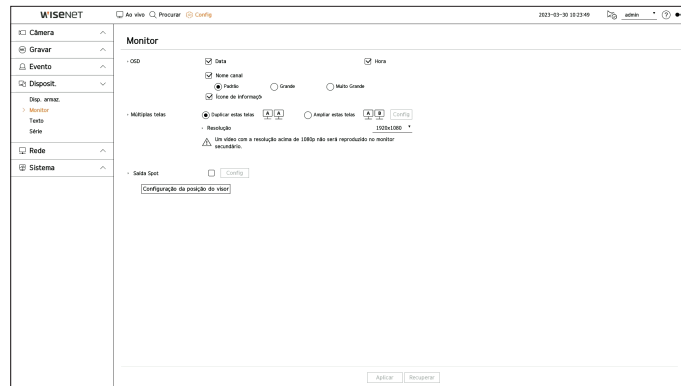 WISENET
Ao vivo Procurar Config 2023-03-30 10:23:49 admin ?
Câmera
Gravar
Evento
Disposit.
Disp. armaz.
> Monitor
Texto
Série
Rede
Sistema
Monitor
OSD Data Hora
Nome canal
Padrão Grande Muito Grande
Ícone de Informaçõ
Múltiplas telas Duplicar estas telas A A Ampliar estas telas A B Config
Resolução 1920x1080
Um vídeo com a resolução acima de 1080p não será reproduzido no monitor
secundário.
Saída Spot Config
Configuração da posição do visor
Aplicar Recuperar